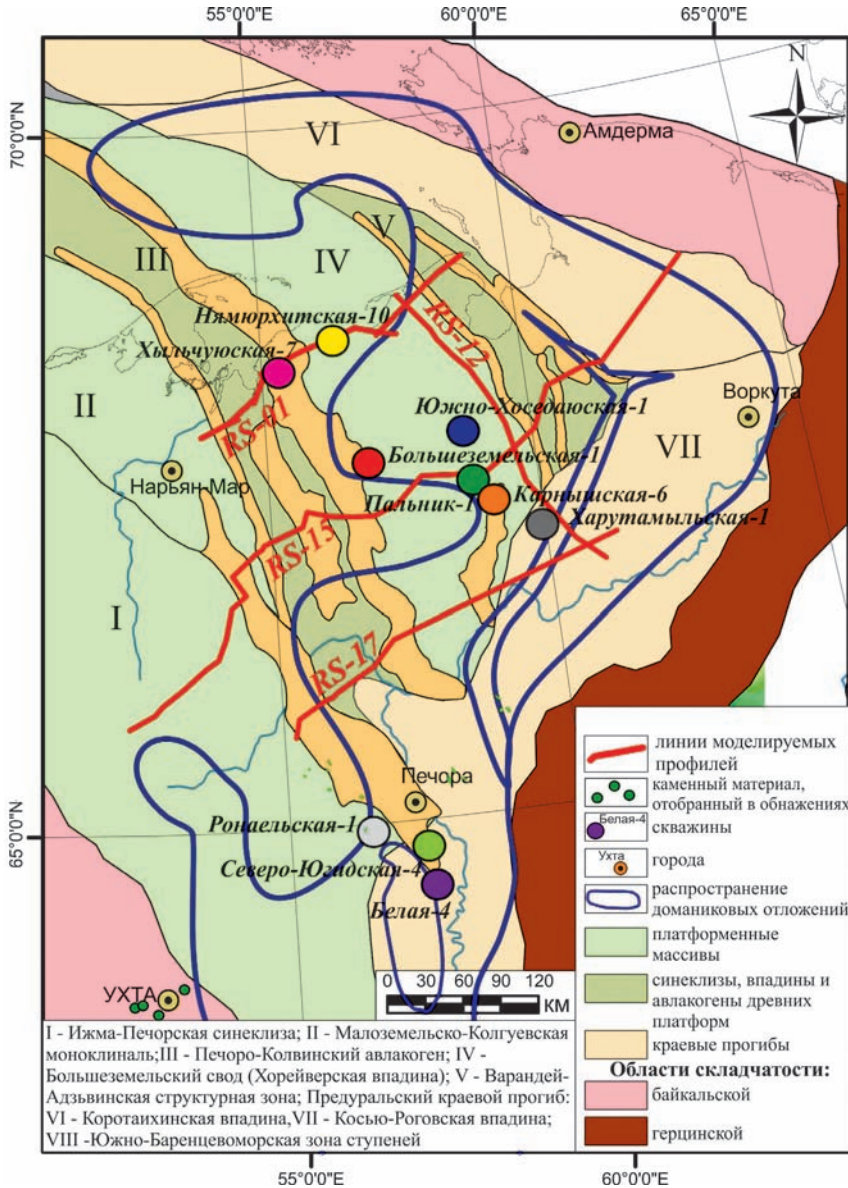 55°0'0"E
60°0'0"E
65°0'0"E
N
70°0'0"N
VI
Амдерма
III
V
IV
Нямюрхитская-10
RS-12
Хыльчуюская-7
II
RS-01
Южно-Хоседаюская-1
Воркута
VII
Нарьян-Мар
Большеземельская-1
Пальник-1
Карнышская-6
Харутамыльская-1
RS-15
I
RS-17
Печора
Ронаельская-1
65°0'0"N
Северо-Югидская-4
Белая-4
УХТА
0 30 60 90 120
КМ
линии моделируемых
профилей
каменный материал,
отобранный в обнажениях
Белая-4
скважины
Ухта
города
распространение
доманиковых отложений
платформенные
массивы
синеклизы, впадины и
авлакогены древних
платформ
краевые прогибы
Области складчатости:
байкальской
герцинской
I - Ижма-Печорская синеклиза; II - Малоземельско-Колгуевская
моноклиналь;III - Печоро-Колвинский авлакоген; IV -
Большеземельский свод (Хорейверская впадина); V - Варандей-
Адзьвинская структурная зона; Предуральский краевой прогиб:
VI - Коротаихинская впадина,VII - Косью-Роговская впадина;
VIII -Южно-Баренцевоморская зона ступеней
55°0'0"E
60°0'0"E